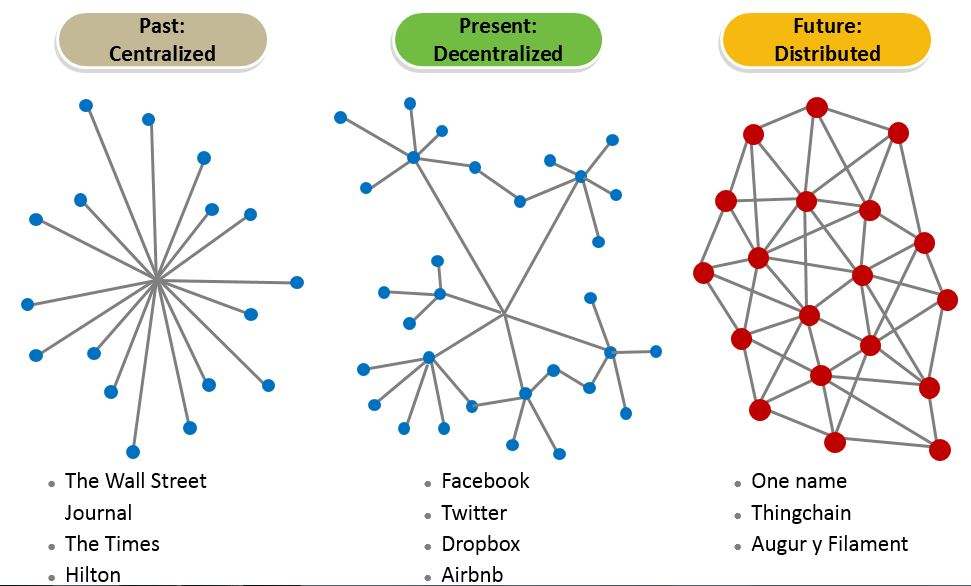 Past:
Centralized
Present:
Decentralized
Future:
Distributed
• The Wall Street
Journal
• The Times
• Hilton
• Facebook
• Twitter
• Dropbox
• Airbnb
• One name
• Thingchain
• Augur y Filament